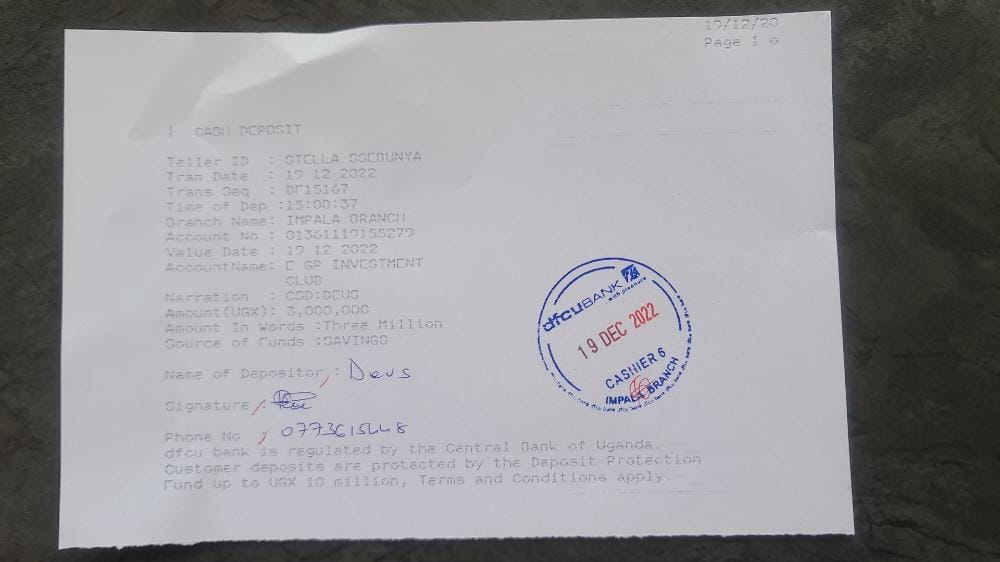 19/12/20
Page 1 o
CASH DEPOSIT
Teller ID : STELLA SSEBUNYA
Tran Date : 19 12 2022
Trans Seq : DF15167
Time of Dep :15:00:37
Branch Name: IMPALA BRANCH
Account No : 01361119155279
Value Date : 19 12 2022
AccountName: E GP INVESTMENT
CLUB
Narration : CSD:DEUS
Amount(UGX): 3,000,000
Amount In Words :Three Million
Source of Funds :SAVINGS
Name of Depositor : Deus
Signature :
Phone No : 0773615448
dfcu bank is regulated by the Central Bank of Uganda.
Customer deposits are protected by the Deposit Protection
Fund up to UGX 10 million, Terms and Conditions apply.
dfcu BANK
with pleasure
19 DEC 2022
CASHIER 6
IMPALA BRANCH